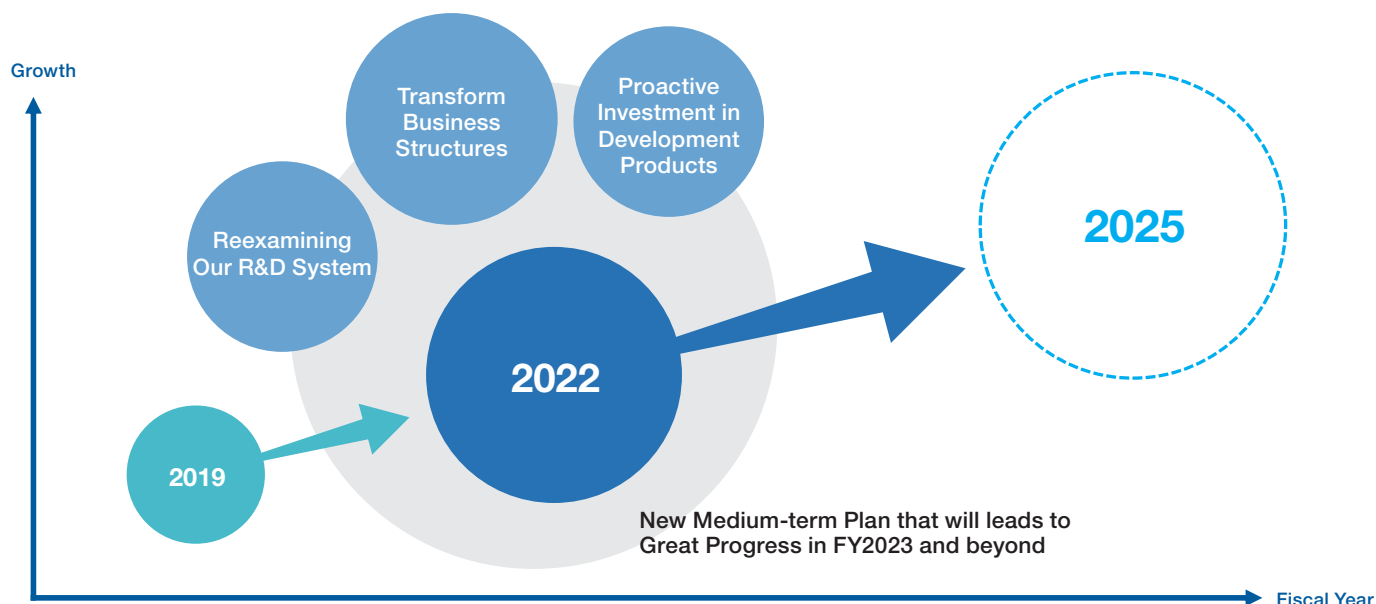 Growth
Transform
Business
Structures
Proactive
Investment in
Development
Products
Reexamining
Our R&D System
2025
2022
2019
New Medium-term Plan that will leads to
Great Progress in FY2023 and beyond
Fiscal Year